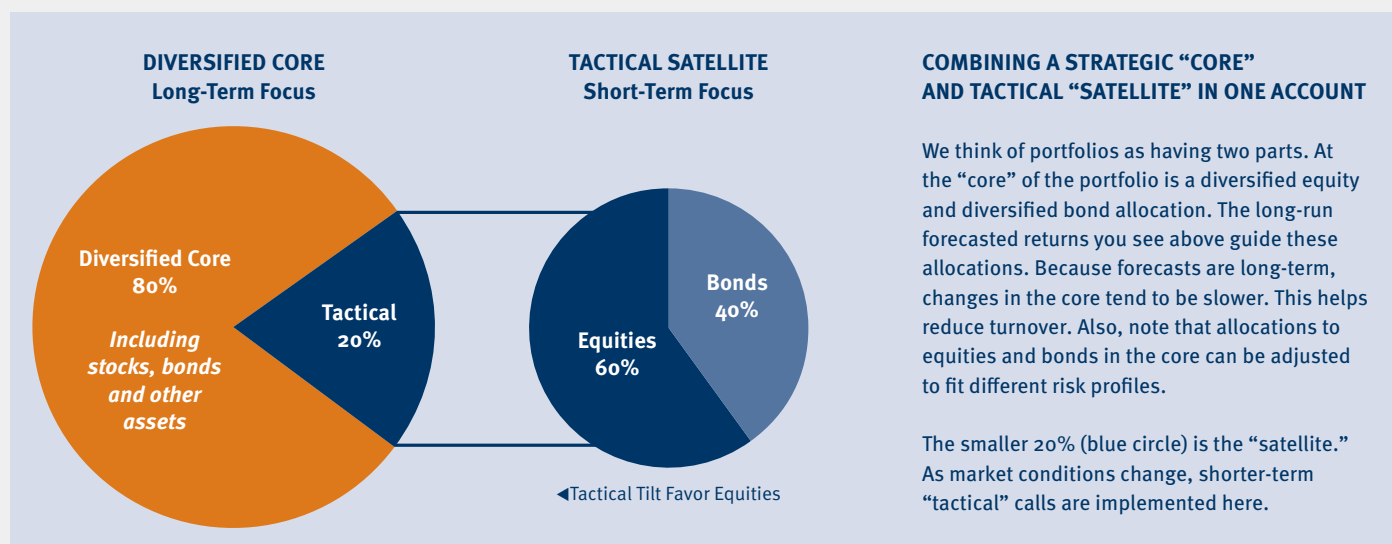 DIVERSIFIED CORE
Long-Term Focus
Diversified Core
80%
Including
stocks, bonds
and other
assets
Tactical
20%
TACTICAL SATELLITE
Short-Term Focus
Equities
60%
Bonds
40%
◀Tactical Tilt Favor Equities
COMBINING A STRATEGIC “CORE”
AND TACTICAL “SATELLITE” IN ONE ACCOUNT
We think of portfolios as having two parts. At
the “core” of the portfolio is a diversified equity
and diversified bond allocation. The long-run
forecasted returns you see above guide these
allocations. Because forecasts are long-term,
changes in the core tend to be slower. This helps
reduce turnover. Also, note that allocations to
equities and bonds in the core can be adjusted
to fit different risk profiles.
The smaller 20% (blue circle) is the “satellite.”
As market conditions change, shorter-term
“tactical” calls are implemented here.